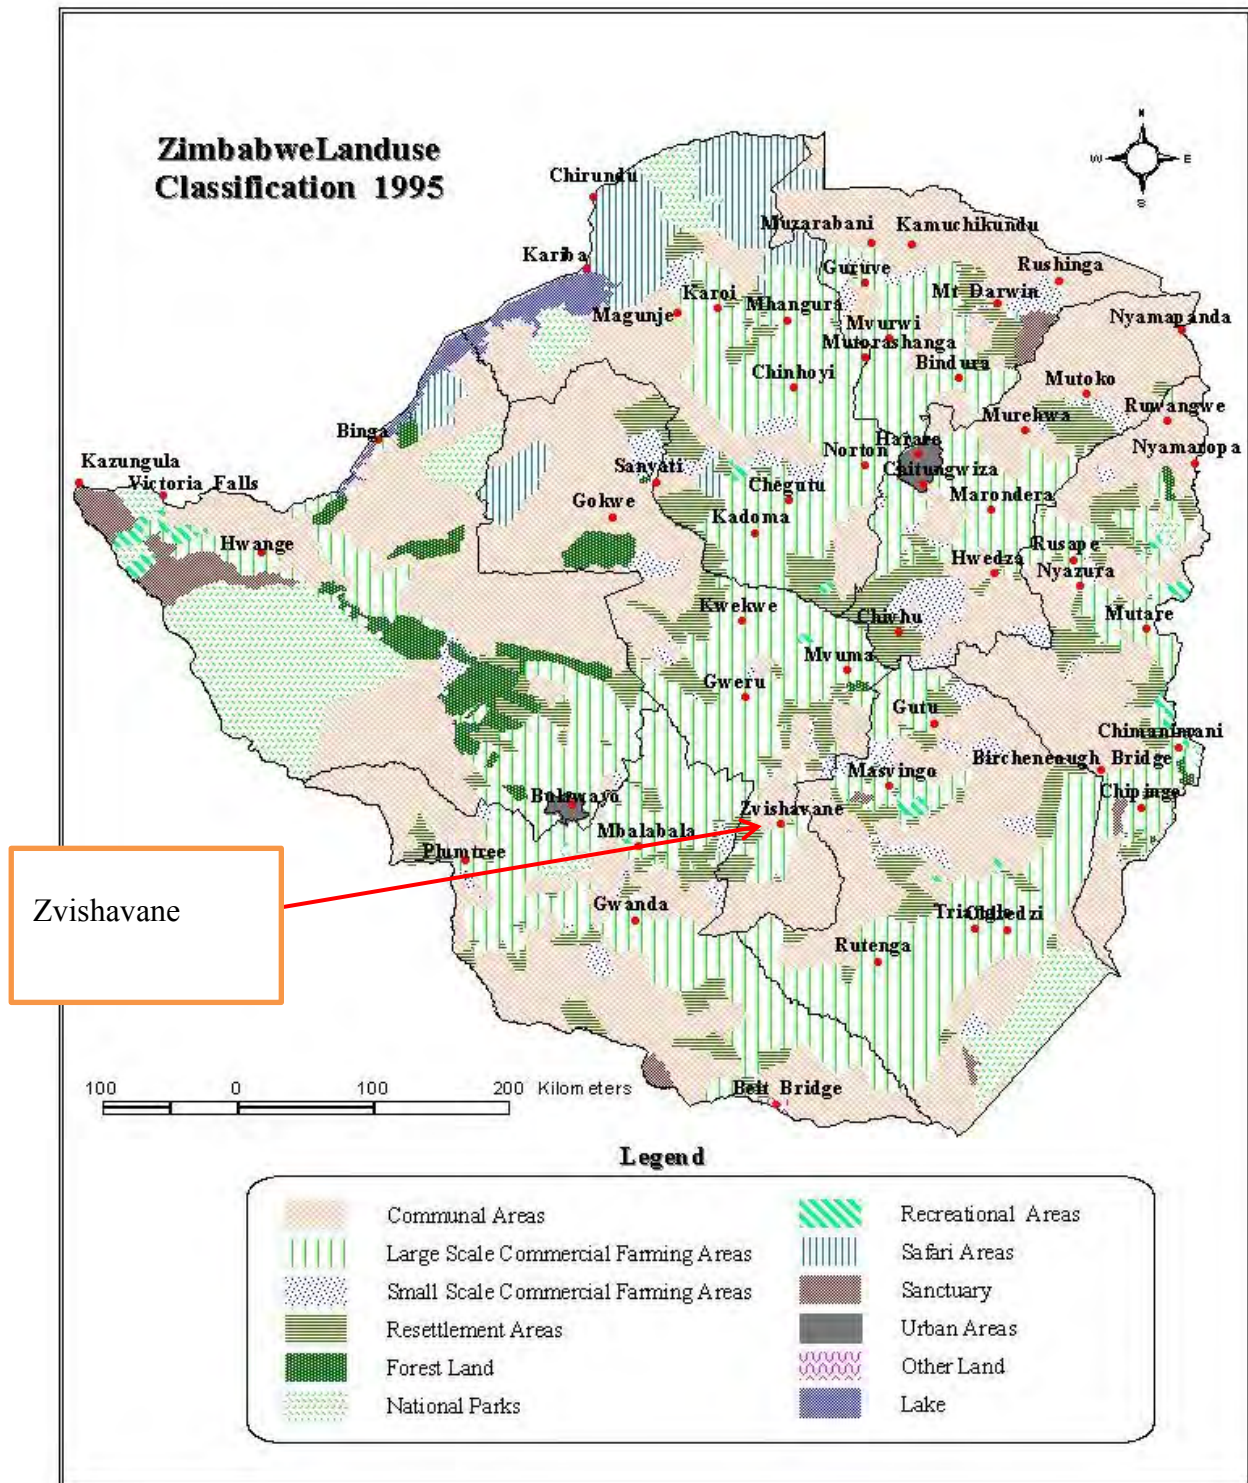 ZimbabweLanduse
Classification 1995
N
W
E
S
Chirundu
Muzarabani
Kamuchikundu
Kariba
Guruve
Rushinga
Karoi
Mhangura
Mt Darwin
Magunje
Mvurwi
Nyamapanda
Mutorashanga
Bindura
Chinhoyi
Mutoko
Murehwa
Ruwangwe
Binga
Harare
Norton
Nyamaropa
Kazungula
Sanyati
Chitungwiza
Victoria Falls
Chegutu
Marondera
Gokwe
Kadoma
Hwange
Hwedza
Rusape
Nyazura
Kwekwe
Chivhu
Mutare
Mvuma
Gweru
Gutu
Chimanimani
Bircheneough Bridge
Masvingo
Chipinge
Bulawayo
Zvishavane
Mbalabala
Plumtree
Zvishavane
Gwanda
Triangle
Rutenga
100 0 100 200 Kilometers
Beit Bridge
Legend
Communal Areas
Large Scale Commercial Farming Areas
Small Scale Commercial Farming Areas
Resettlement Areas
Forest Land
National Parks
Recreational Areas
Safari Areas
Sanctuary
Urban Areas
Other Land
Lake